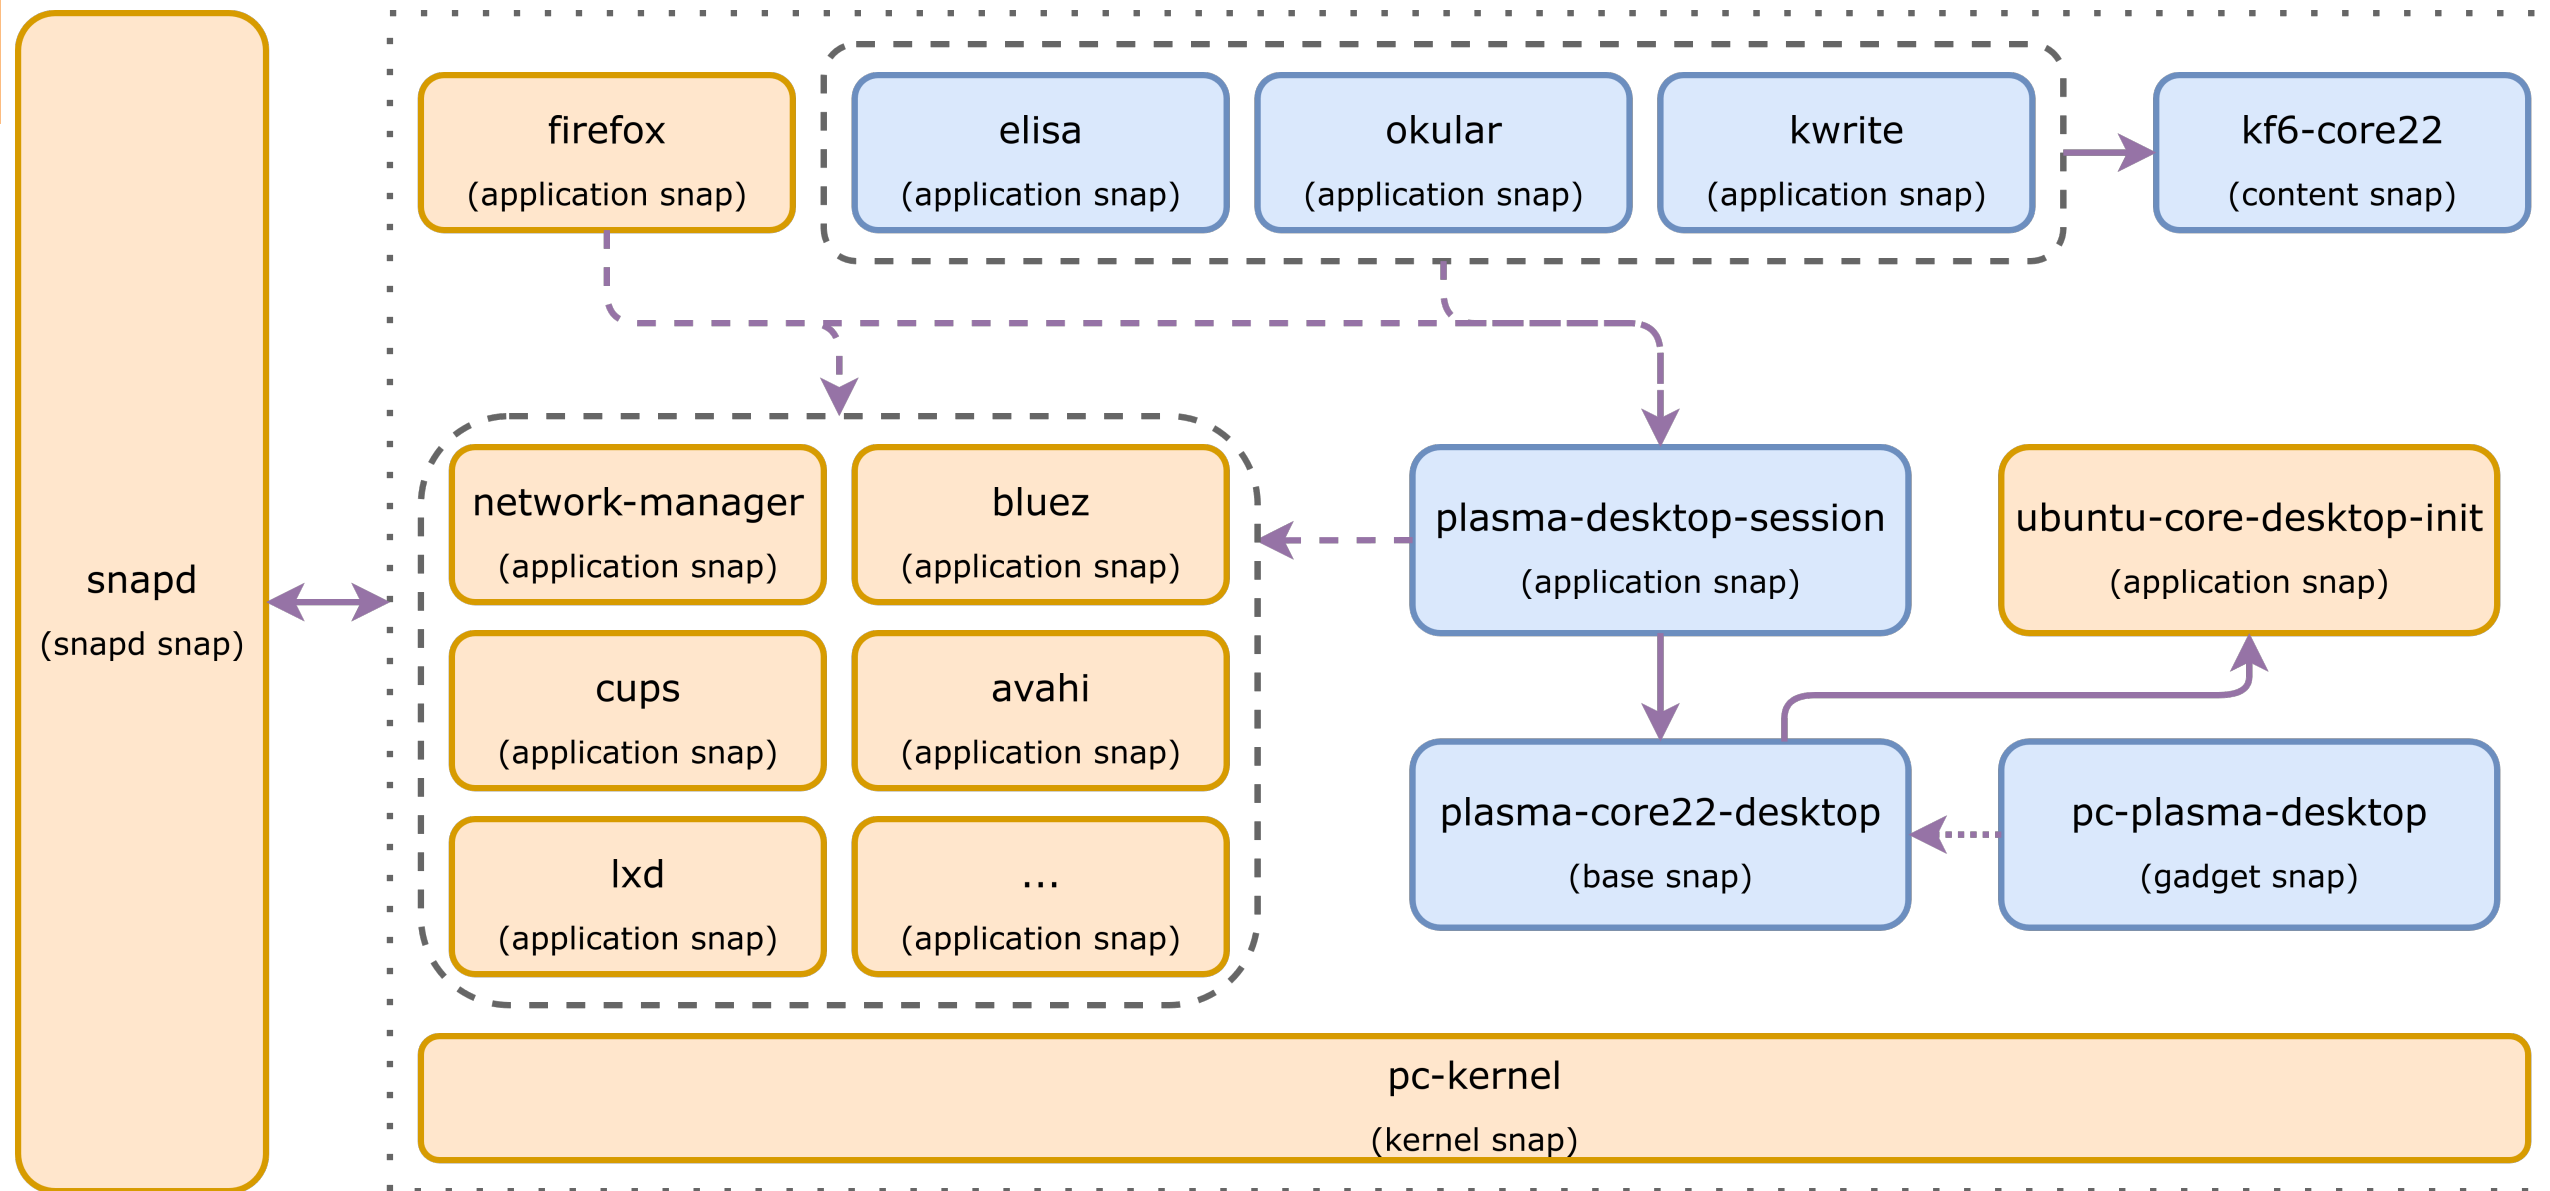 snapd
(snapd snap)
firefox
(application snap)
elisa
(application snap)
okular
(application snap)
kwrite
(application snap)
kf6-core22
(content snap)
network-manager
(application snap)
bluez
(application snap)
cups
(application snap)
avahi
(application snap)
lxd
(application snap)
...
(application snap)
plasma-desktop-session
(application snap)
ubuntu-core-desktop-init
(application snap)
plasma-core22-desktop
(base snap)
pc-plasma-desktop
(gadget snap)
pc-kernel
(kernel snap)